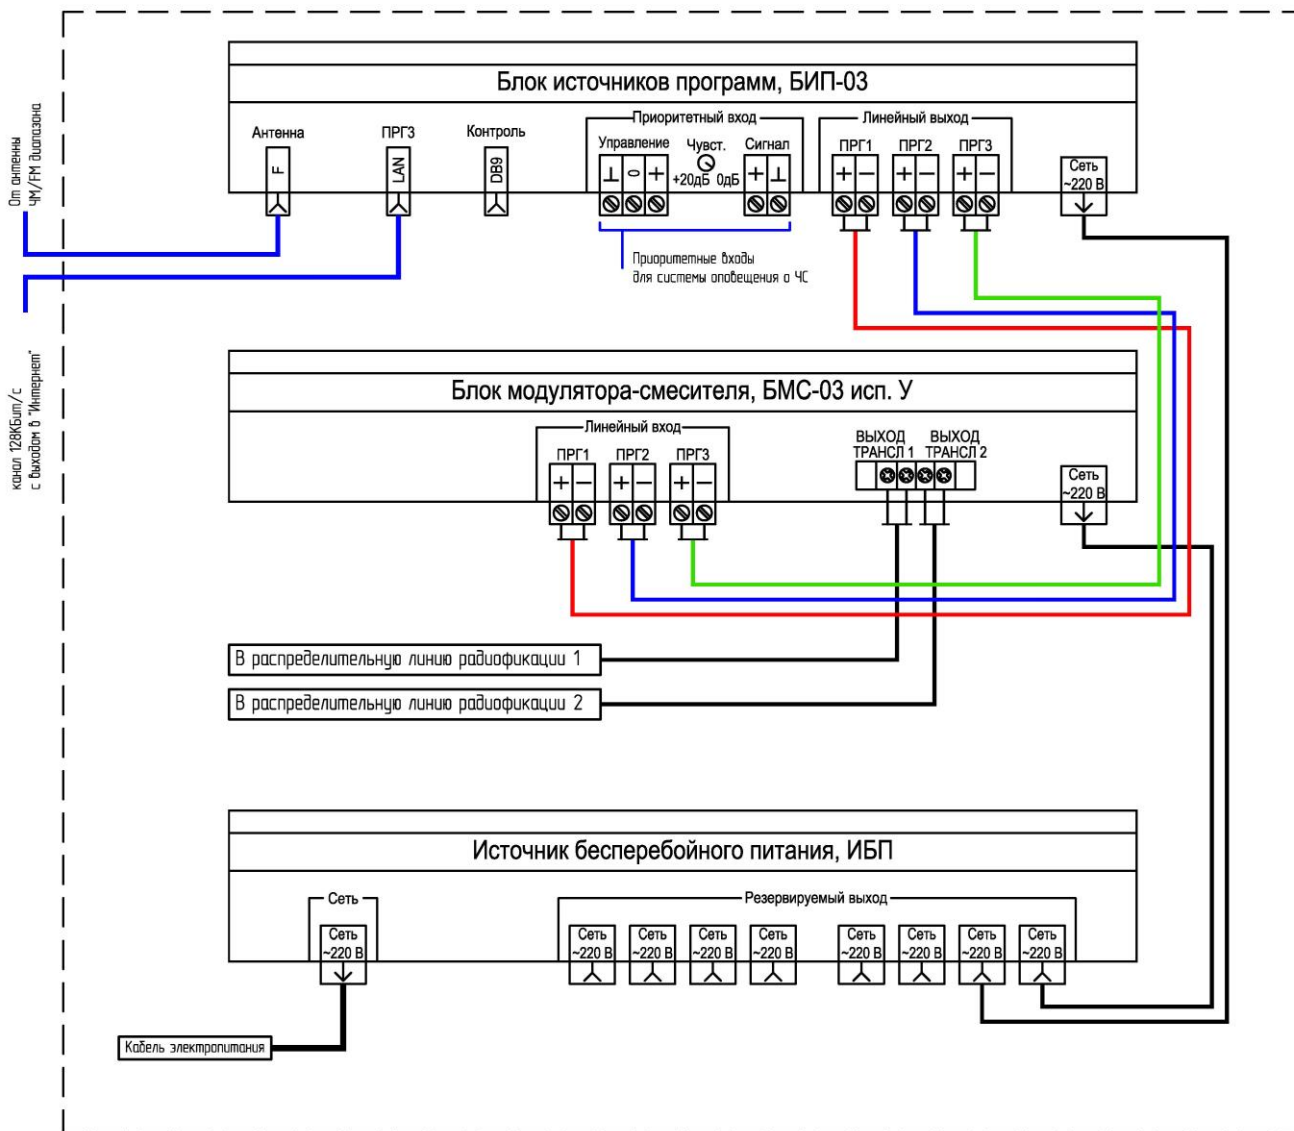 От антенны
ЧМ/FM диапазона
канал 128КБит/с
с выходом в "Интернет"
Блок источников программ, БИП-03
Антенна
F
ПРГ3
LAN
Контроль
DB9
Приоритетный вход
Управление
Чувст.
Сигнал
⊥ 0 +
+20дБ 0дБ
+ ⊥
Линейный выход
ПРГ1 ПРГ2 ПРГ3
+ − + − + −
Сеть
~220 В
Приоритетные входы
для системы оповещения о ЧС
Блок модулятора-смесителя, БМС-03 исп. У
Линейный вход
ПРГ1 ПРГ2 ПРГ3
+ − + − + −
ВЫХОД
ТРАНСЛ 1
ВЫХОД
ТРАНСЛ 2
Сеть
~220 В
В распределительную линию радиофикации 1
В распределительную линию радиофикации 2
Источник бесперебойного питания, ИБП
Сеть
Сеть
~220 В
Резервируемый выход
Сеть Сеть Сеть Сеть Сеть Сеть Сеть Сеть
~220 В ~220 В ~220 В ~220 В ~220 В ~220 В ~220 В ~220 В
Кабель электропитания